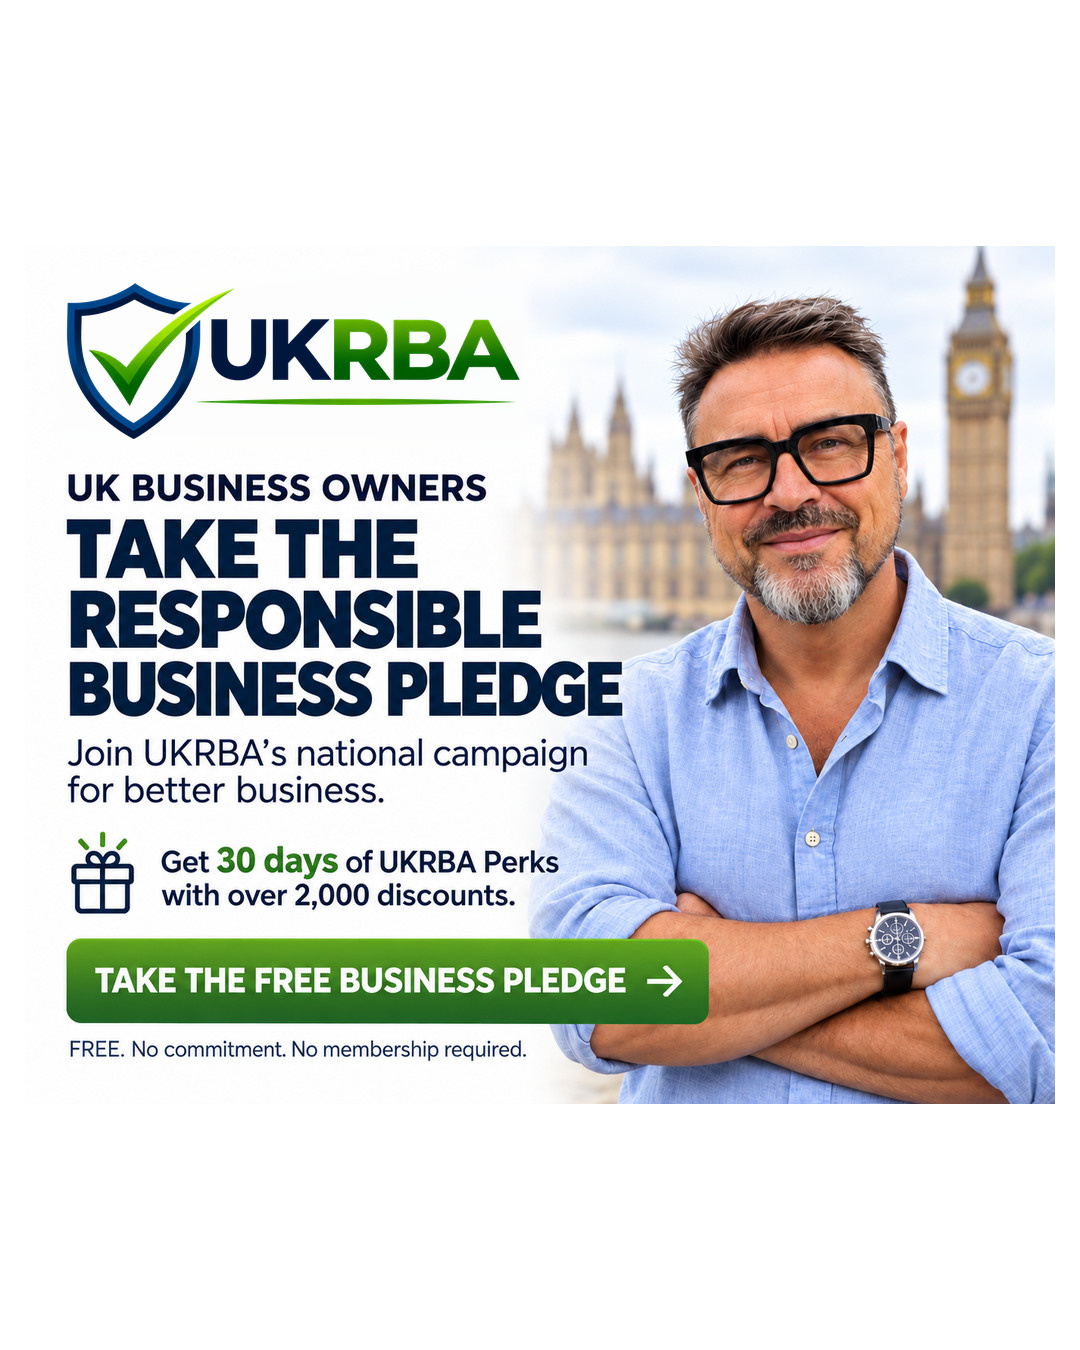 UKRBA
UK BUSINESS OWNERS
TAKE THE
RESPONSIBLE
BUSINESS PLEDGE
Join UKRBA's national campaign
for better business.
Get 30 days of UKRBA Perks
with over 2,000 discounts.
TAKE THE FREE BUSINESS PLEDGE →
FREE. No commitment. No membership required.